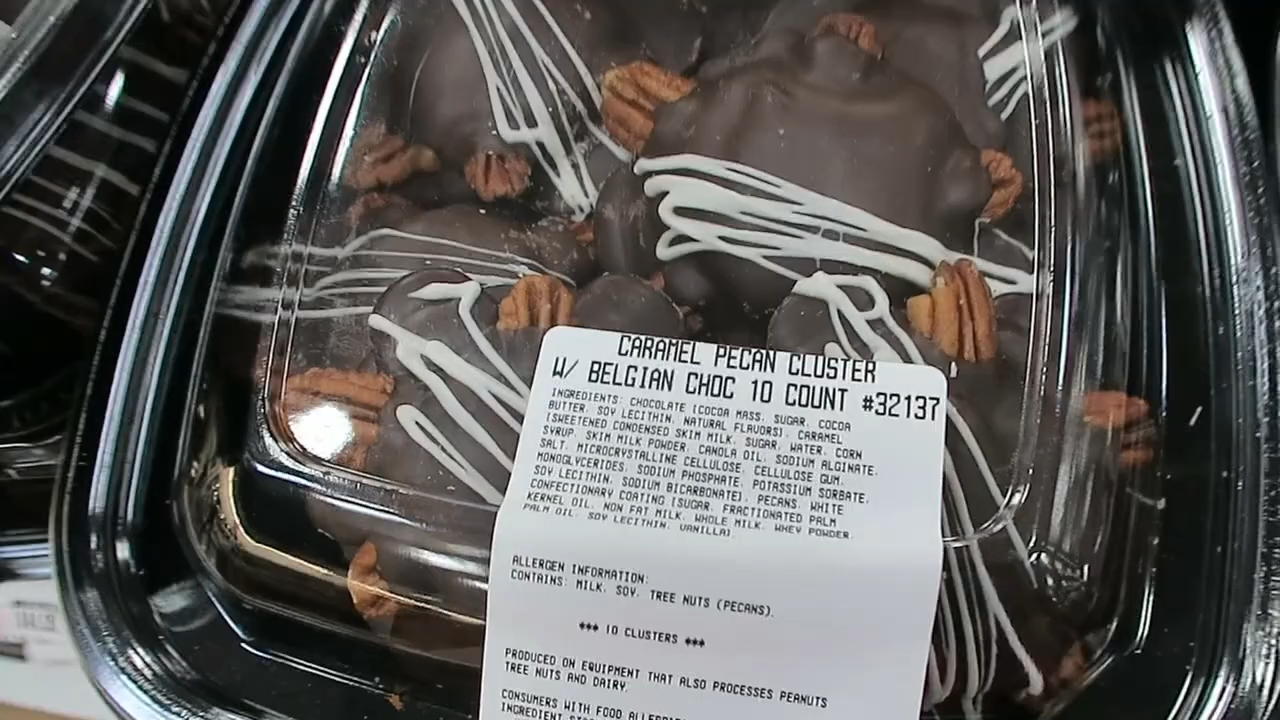 CARAMEL PECAN CLUSTER
W/ BELGIAN CHOC 10 COUNT #32137
INGREDIENTS: CHOCOLATE [COCOA MASS, SUGAR, COCOA
BUTTER, SOY LECITHIN, NATURAL FLAVORS], CARAMEL
[SWEETENED CONDENSED SKIM MILK, SUGAR, WATER, CORN
SYRUP, SKIM MILK POWDER, CANOLA OIL, SODIUM ALGINATE,
SALT, MICROCRYSTALLINE CELLULOSE, CELLULOSE GUM,
MONOGLYCERIDES, SODIUM PHOSPHATE, POTASSIUM SORBATE,
SOY LECITHIN, SODIUM BICARBONATE], PECANS, WHITE
CONFECTIONARY COATING [SUGAR, FRACTIONATED PALM
KERNEL OIL, NON FAT MILK, WHOLE MILK, WHEY POWDER,
PALM OIL, SOY LECITHIN, VANILLA]
ALLERGEN INFORMATION:
CONTAINS: MILK, SOY, TREE NUTS (PECANS).
*** 10 CLUSTERS ***
PRODUCED ON EQUIPMENT THAT ALSO PROCESSES PEANUTS
TREE NUTS AND DAIRY.
CONSUMERS WITH FOOD